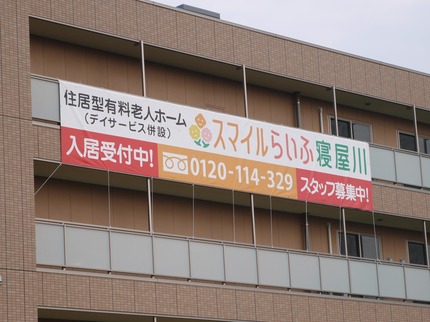 住居型有料老人ホーム
(デイサービス併設)
スマイルらいふ寝屋川
入居受付中!
0120-114-329
スタッフ募集中!